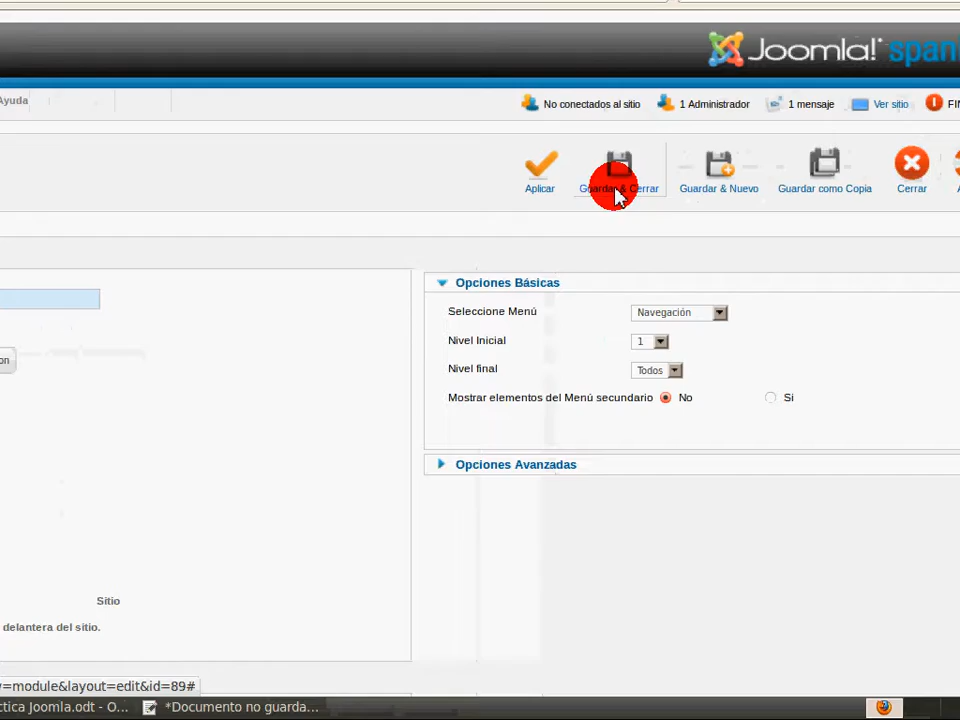 Joomla! span
Ayuda
No conectados al sitio
1 Administrador
1 mensaje
Ver sitio
FIN
Aplicar
Guardar & Cerrar
Guardar & Nuevo
Guardar como Copia
Cerrar
A
Opciones Básicas
Seleccione Menú
Navegación
on
Nivel Inicial
1
Nivel final
Todos
Mostrar elementos del Menú secundario
No
Si
Opciones Avanzadas
Sitio
delantera del sitio.
=module&layout=edit&id=89#
ctica Joomla.odt - O...
*Documento no guarda...